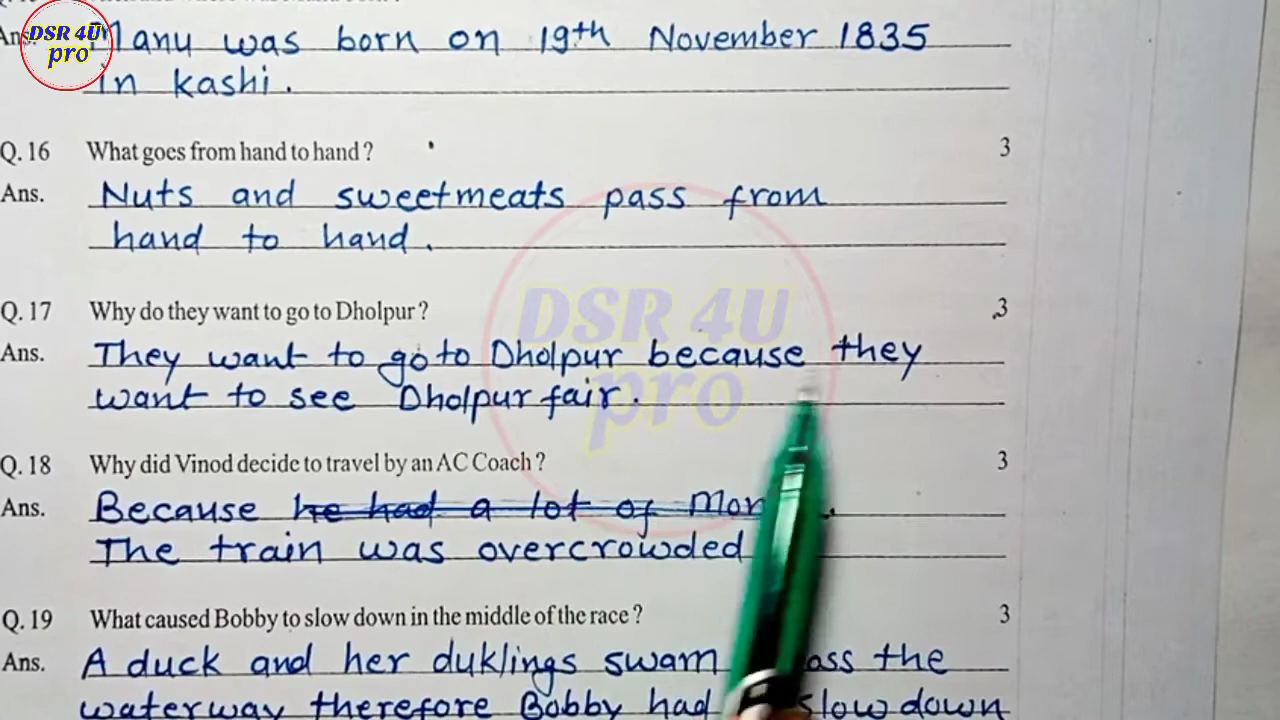 DSR 4U
pro
Ans. Manu was born on 19th November 1835
in kashi.
Q. 16 What goes from hand to hand ? 3
Ans. Nuts and sweetmeats pass from
hand to hand.
Q. 17 Why do they want to go to Dholpur ? 3
Ans. They want to go to Dholpur because they
want to see Dholpur fair.
DSR 4U
pro
Q. 18 Why did Vinod decide to travel by an AC Coach ? 3
Ans. Because he had a lot of
The train was overcrowded
Q. 19 What caused Bobby to slow down in the middle of the race ? 3
Ans. A duck and her duklings swam the
waterway therefore Bobby had slow down